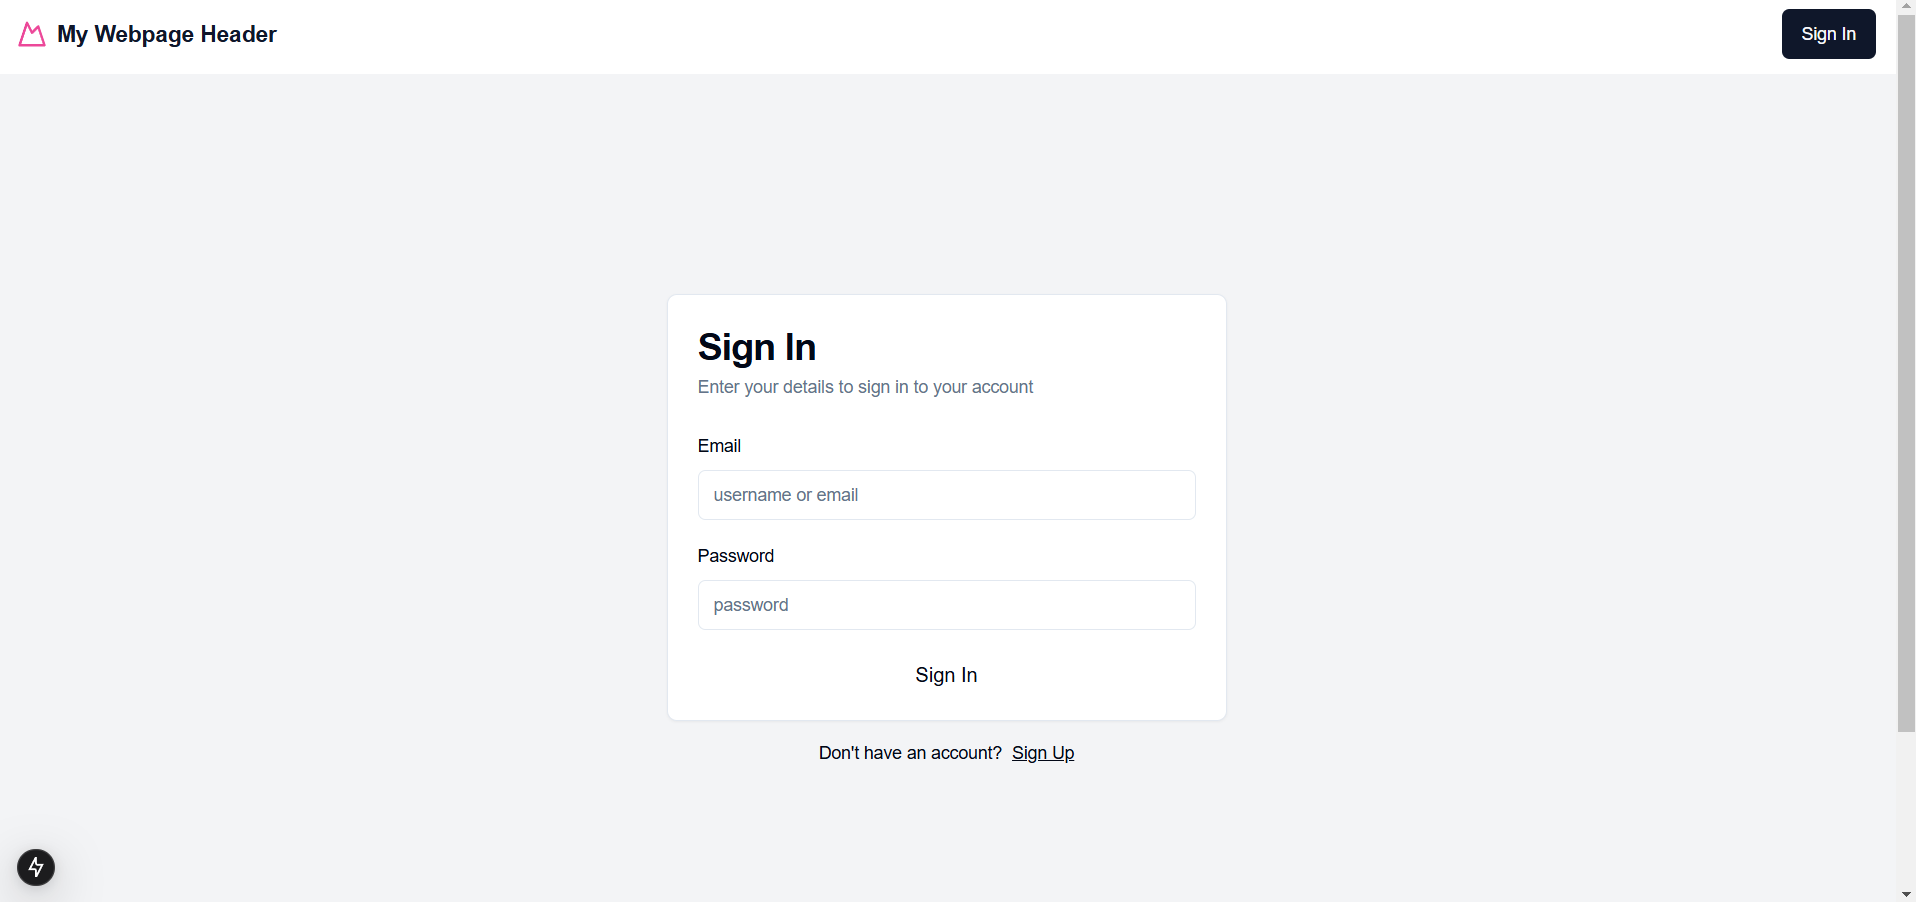 My Webpage Header
Sign In
Sign In
Enter your details to sign in to your account
Email
username or email
Password
password
Sign In
Don't have an account? Sign Up